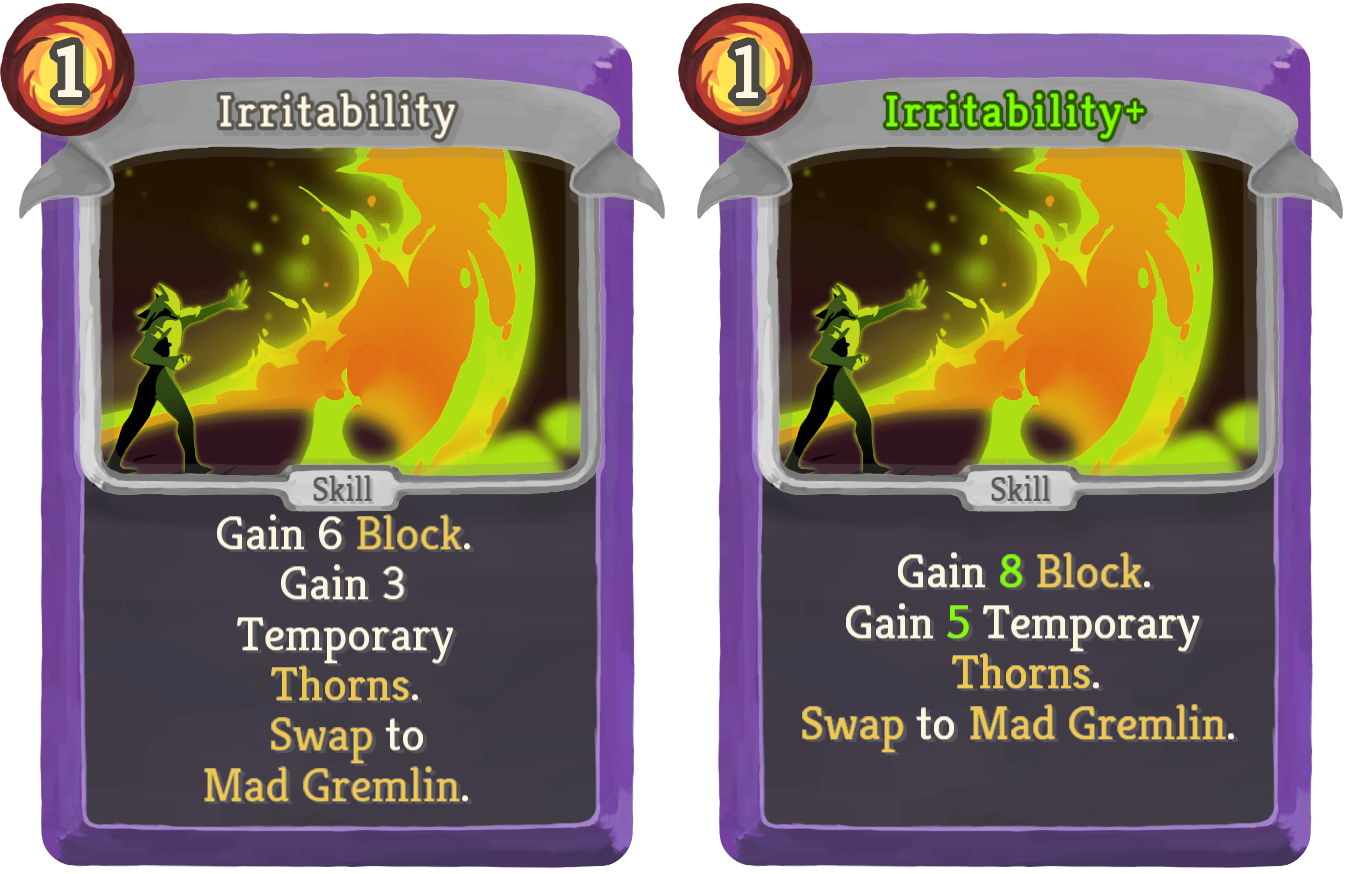 1
Irritability
Skill
Gain 6 Block.
Gain 3
Temporary
Thorns.
Swap to
Mad Gremlin.
1
Irritability+
Skill
Gain 8 Block.
Gain 5 Temporary
Thorns.
Swap to Mad Gremlin.